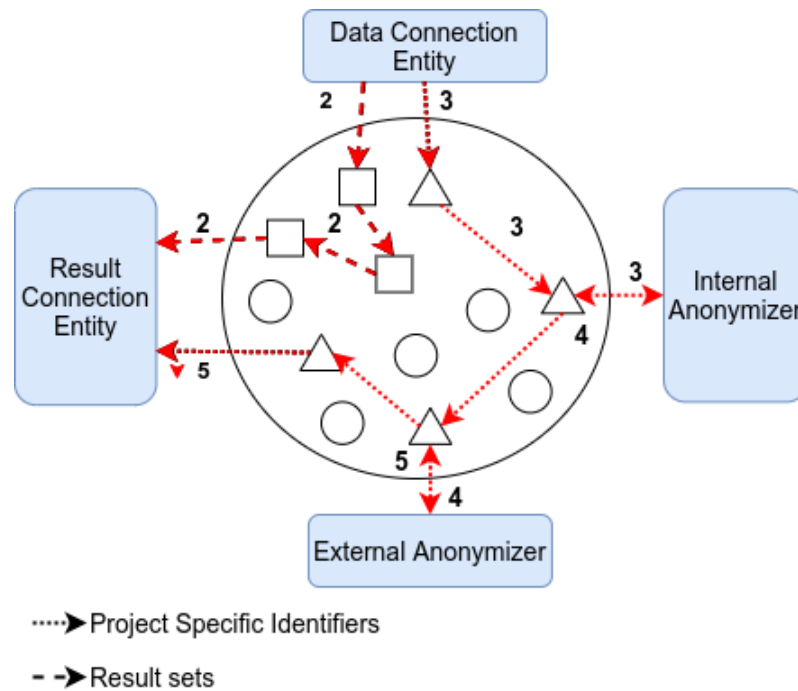 Data Connection
Entity
2
3
2
2
3
3
Result
Connection
Entity
Internal
Anonymizer
4
5
5
4
External Anonymizer
Project Specific Identifiers
Result sets